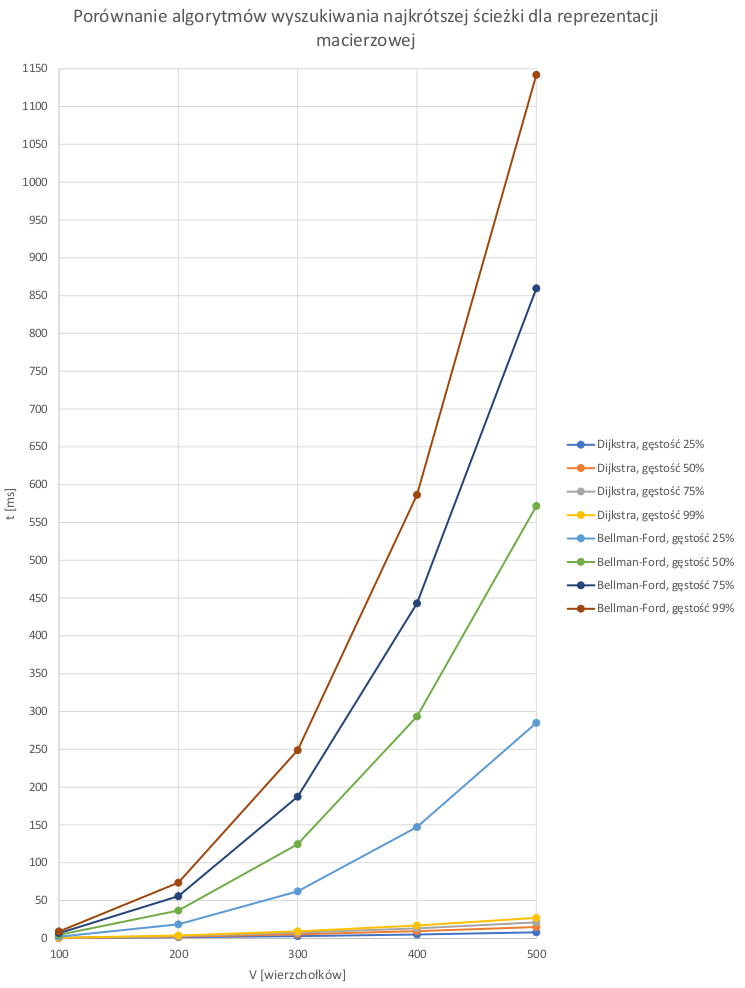 Porównanie algorytmów wyszukiwania najkrótszej ścieżki dla reprezentacji
macierzowej
1150
1100
1050
1000
950
900
850
800
750
700
650
600
550
500
450
400
350
300
250
200
150
100
50
0
t [ms]
100 200 300 400 500
V [wierzchołków]
Dijkstra, gęstość 25%
Dijkstra, gęstość 50%
Dijkstra, gęstość 75%
Dijkstra, gęstość 99%
Bellman-Ford, gęstość 25%
Bellman-Ford, gęstość 50%
Bellman-Ford, gęstość 75%
Bellman-Ford, gęstość 99%